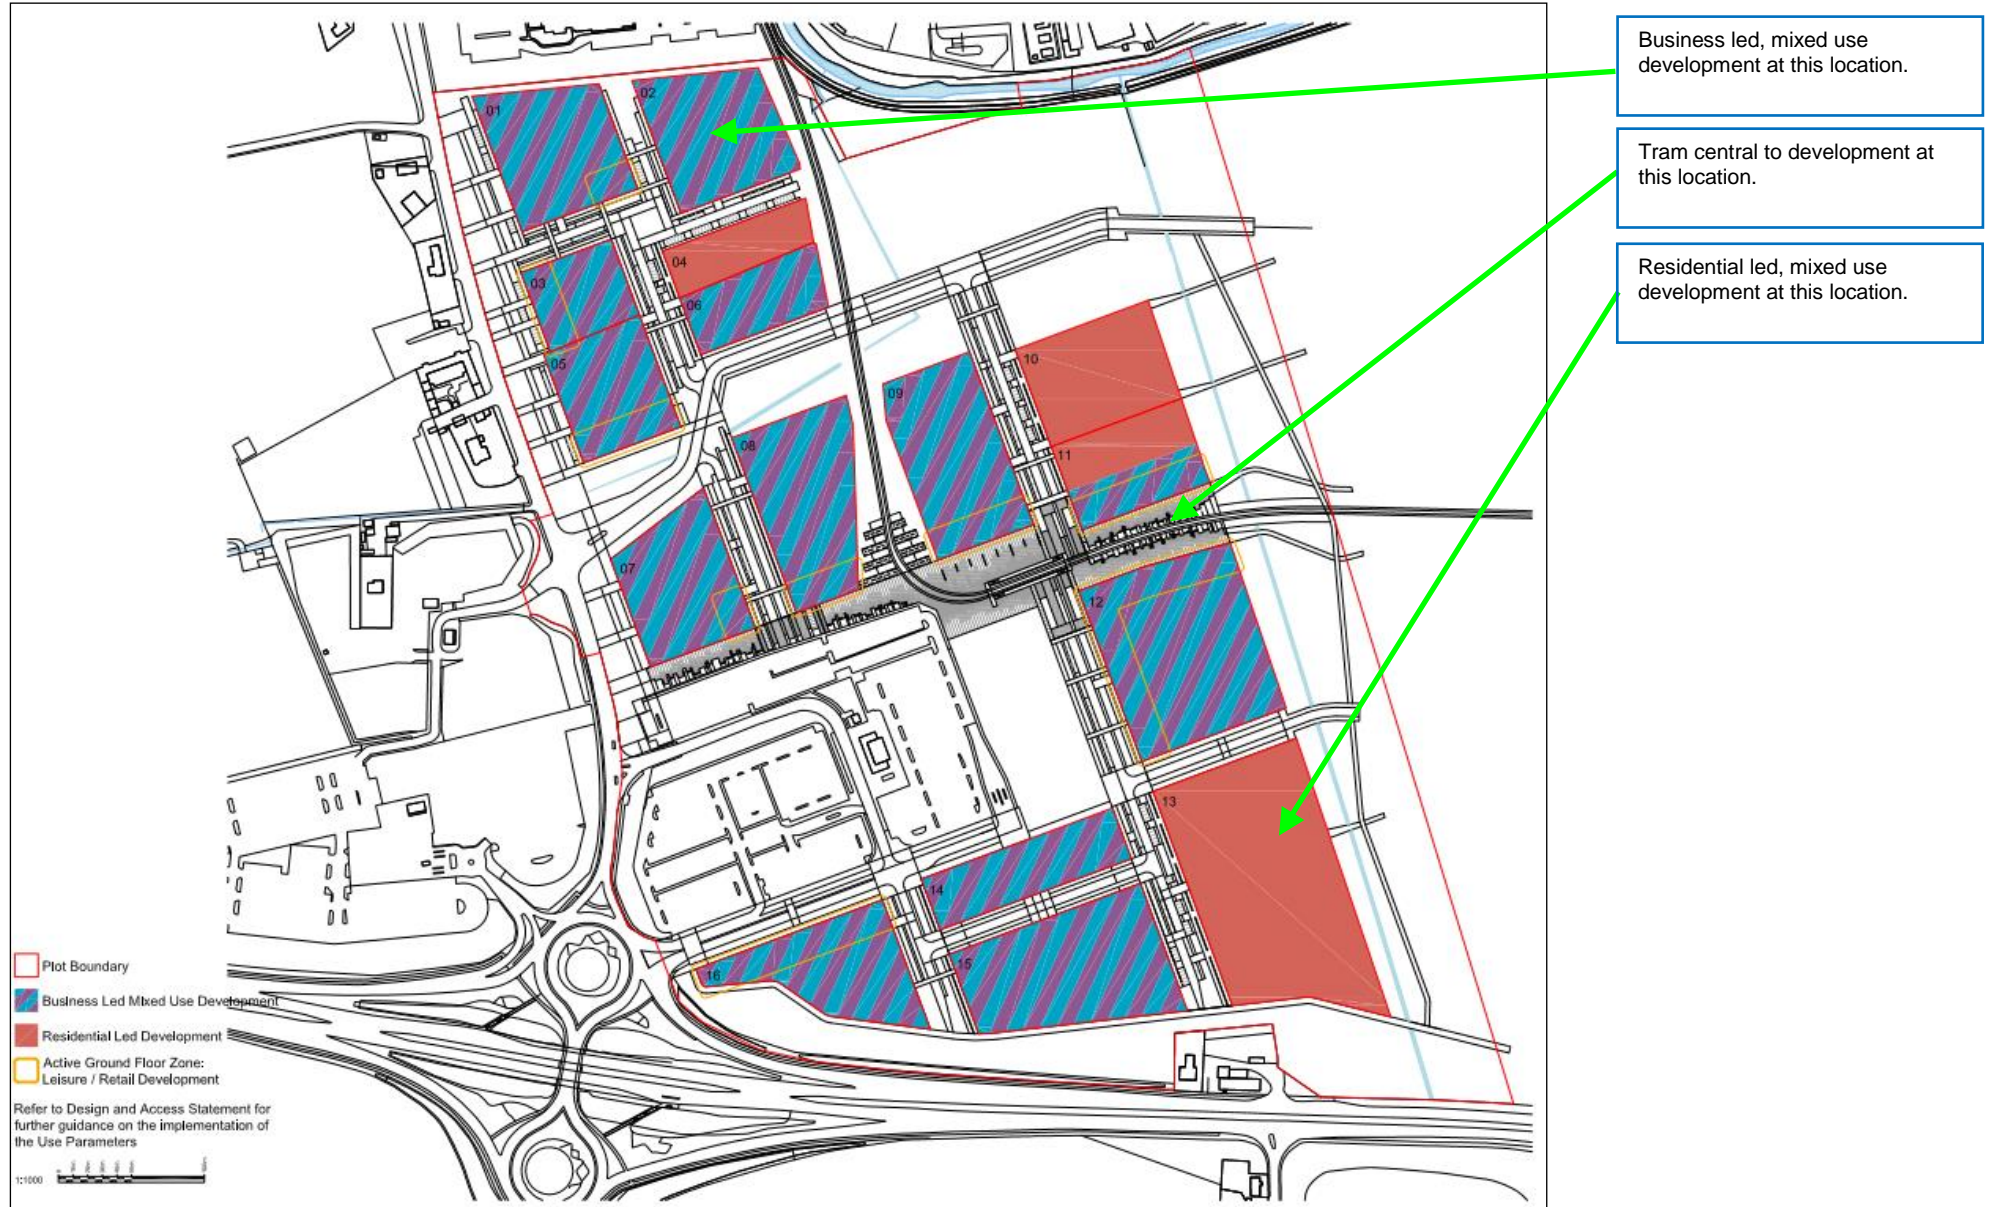 Business led, mixed use
development at this location.
Tram central to development at
this location.
Residential led, mixed use
development at this location.
01
02
03
04
05
06
07
08
09
10
11
12
13
14
15
16
Plot Boundary
Business Led Mixed Use Development
Residential Led Development
Active Ground Floor Zone:
Leisure / Retail Development
Refer to Design and Access Statement for
further guidance on the implementation of
the Use Parameters
1:1000